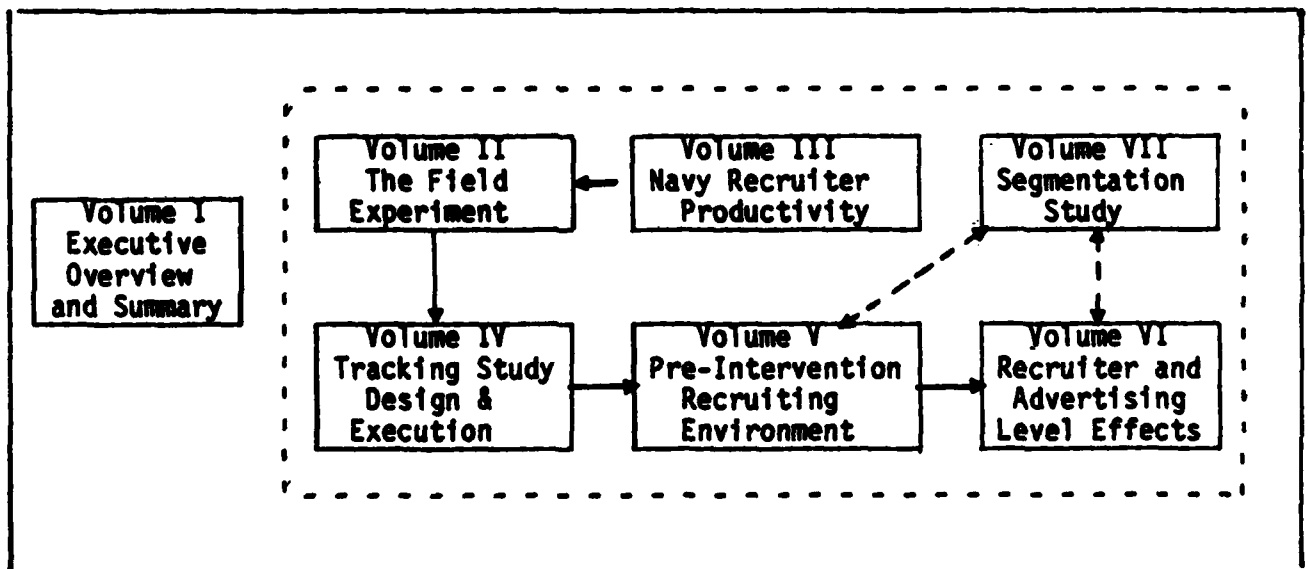 Volume I
Executive
Overview
and Summary
Volume II
The Field
Experiment
Volume III
Navy Recruiter
Productivity
Volume VII
Segmentation
Study
Volume IV
Tracking Study
Design &
Execution
Volume V
Pre-Intervention
Recruiting
Environment
Volume VI
Recruiter and
Advertising
Level Effects